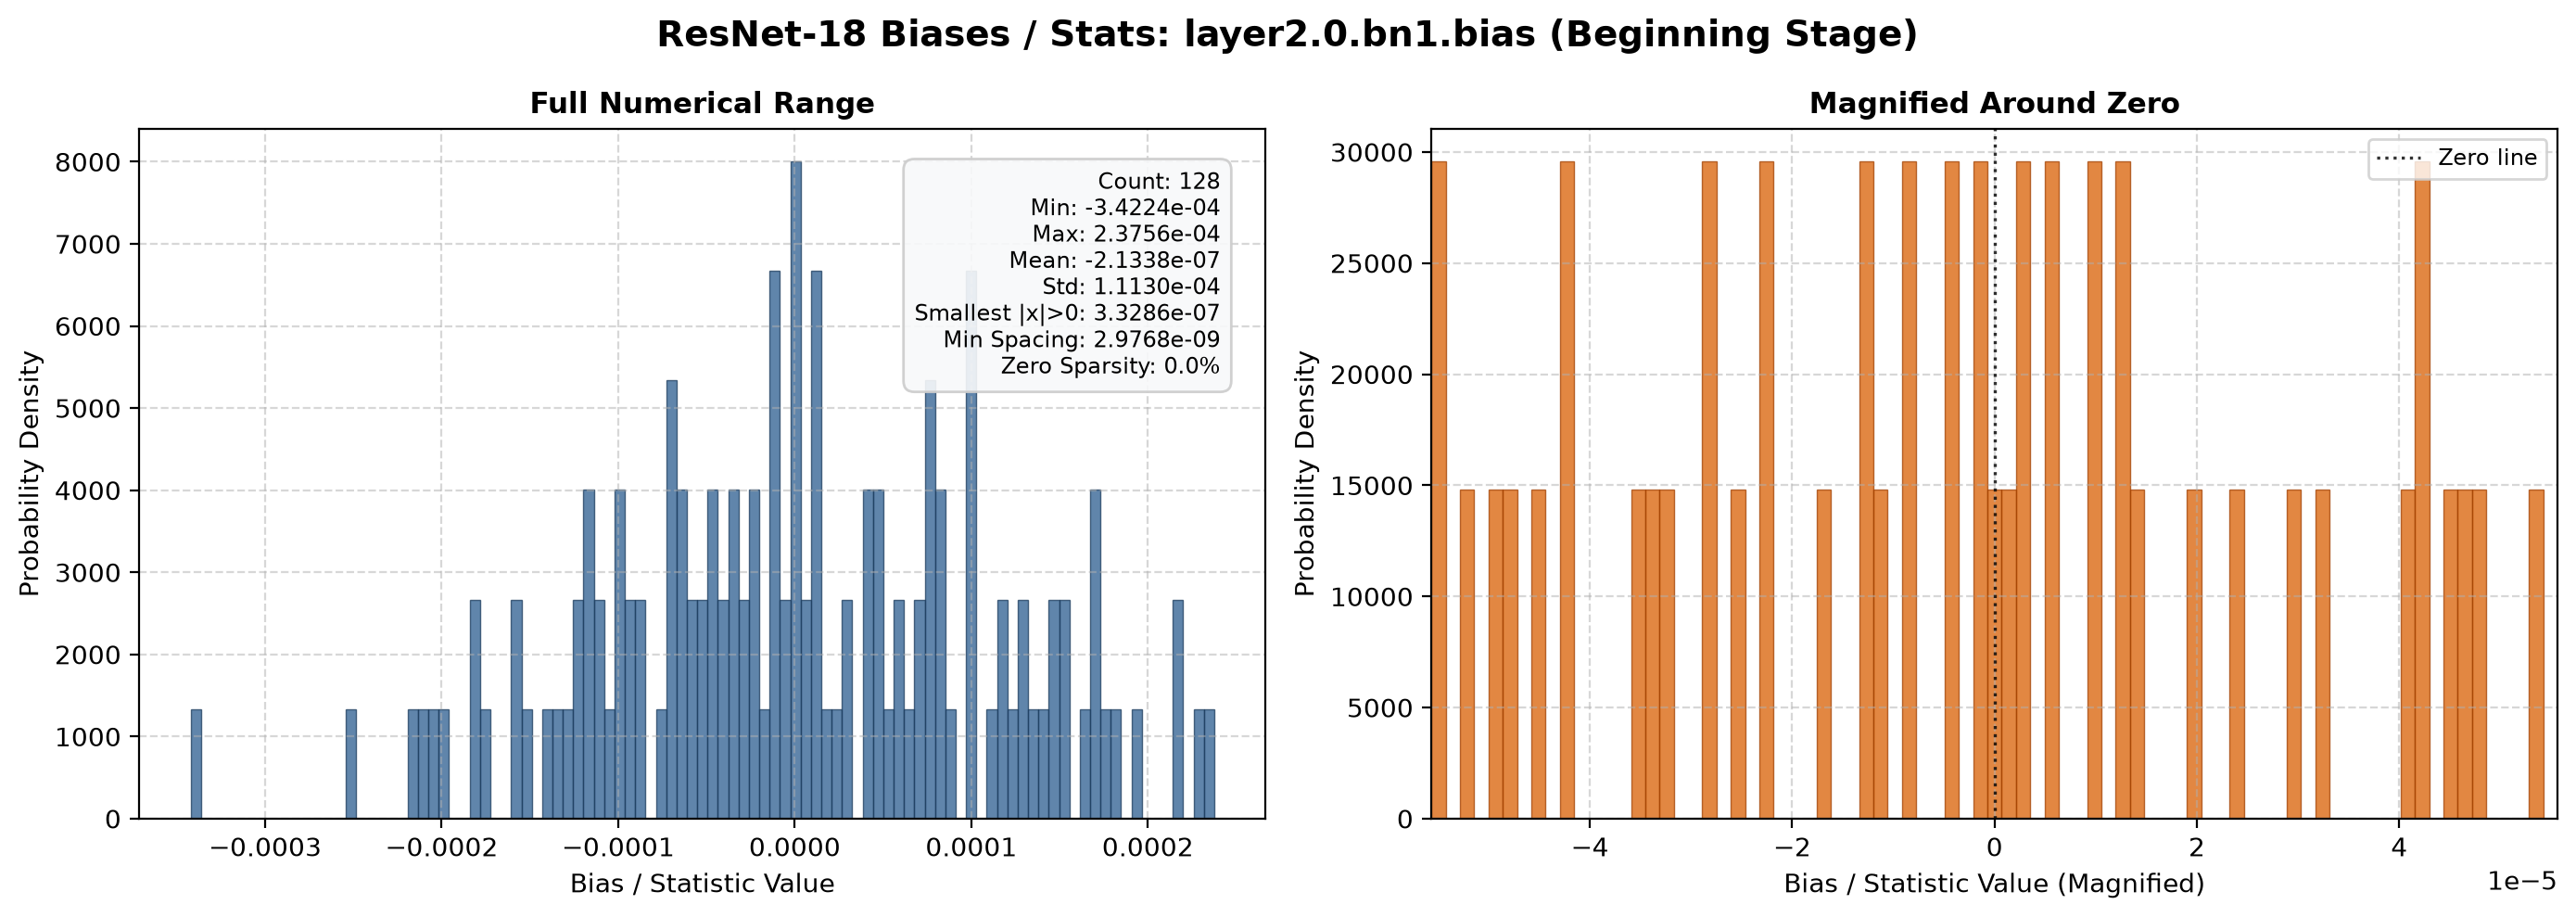 ResNet-18 Biases / Stats: layer2.0.bn1.bias (Beginning Stage)
Full Numerical Range
Probability Density
8000
7000
6000
5000
4000
3000
2000
1000
0
Count: 128
Min: -3.4224e-04
Max: 2.3756e-04
Mean: -2.1338e-07
Std: 1.1130e-04
Smallest |x|>0: 3.3286e-07
Min Spacing: 2.9768e-09
Zero Sparsity: 0.0%
−0.0003 −0.0002 −0.0001 0.0000 0.0001 0.0002
Bias / Statistic Value
Magnified Around Zero
Probability Density
30000
25000
20000
15000
10000
5000
0
Zero line
−4 −2 0 2 4
1e−5
Bias / Statistic Value (Magnified)